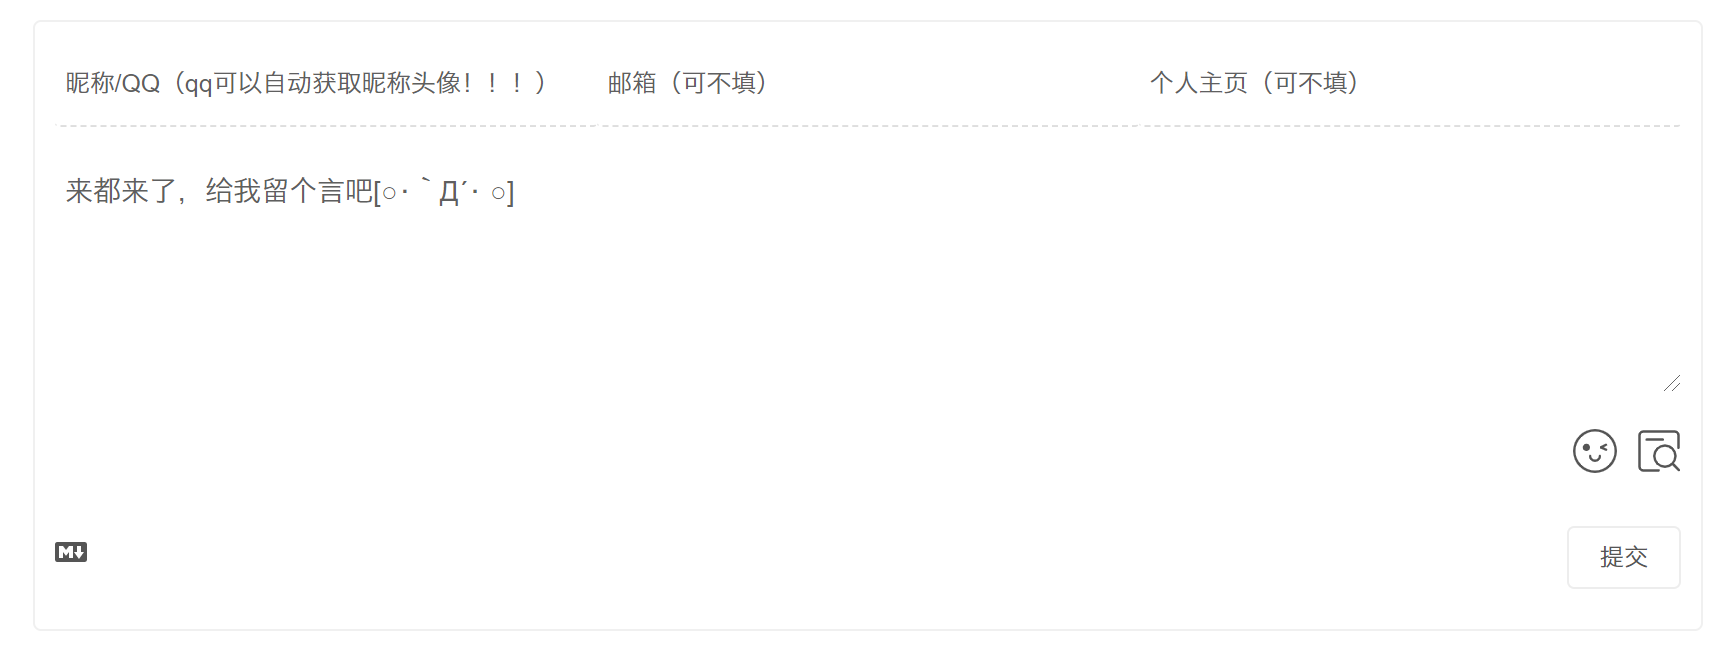 昵称/QQ（qq可以自动获取昵称头像！！！） 邮箱（可不填） 个人主页（可不填）
来都来了，给我留个言吧[○･｀Д´･ ○]
M↓
提交